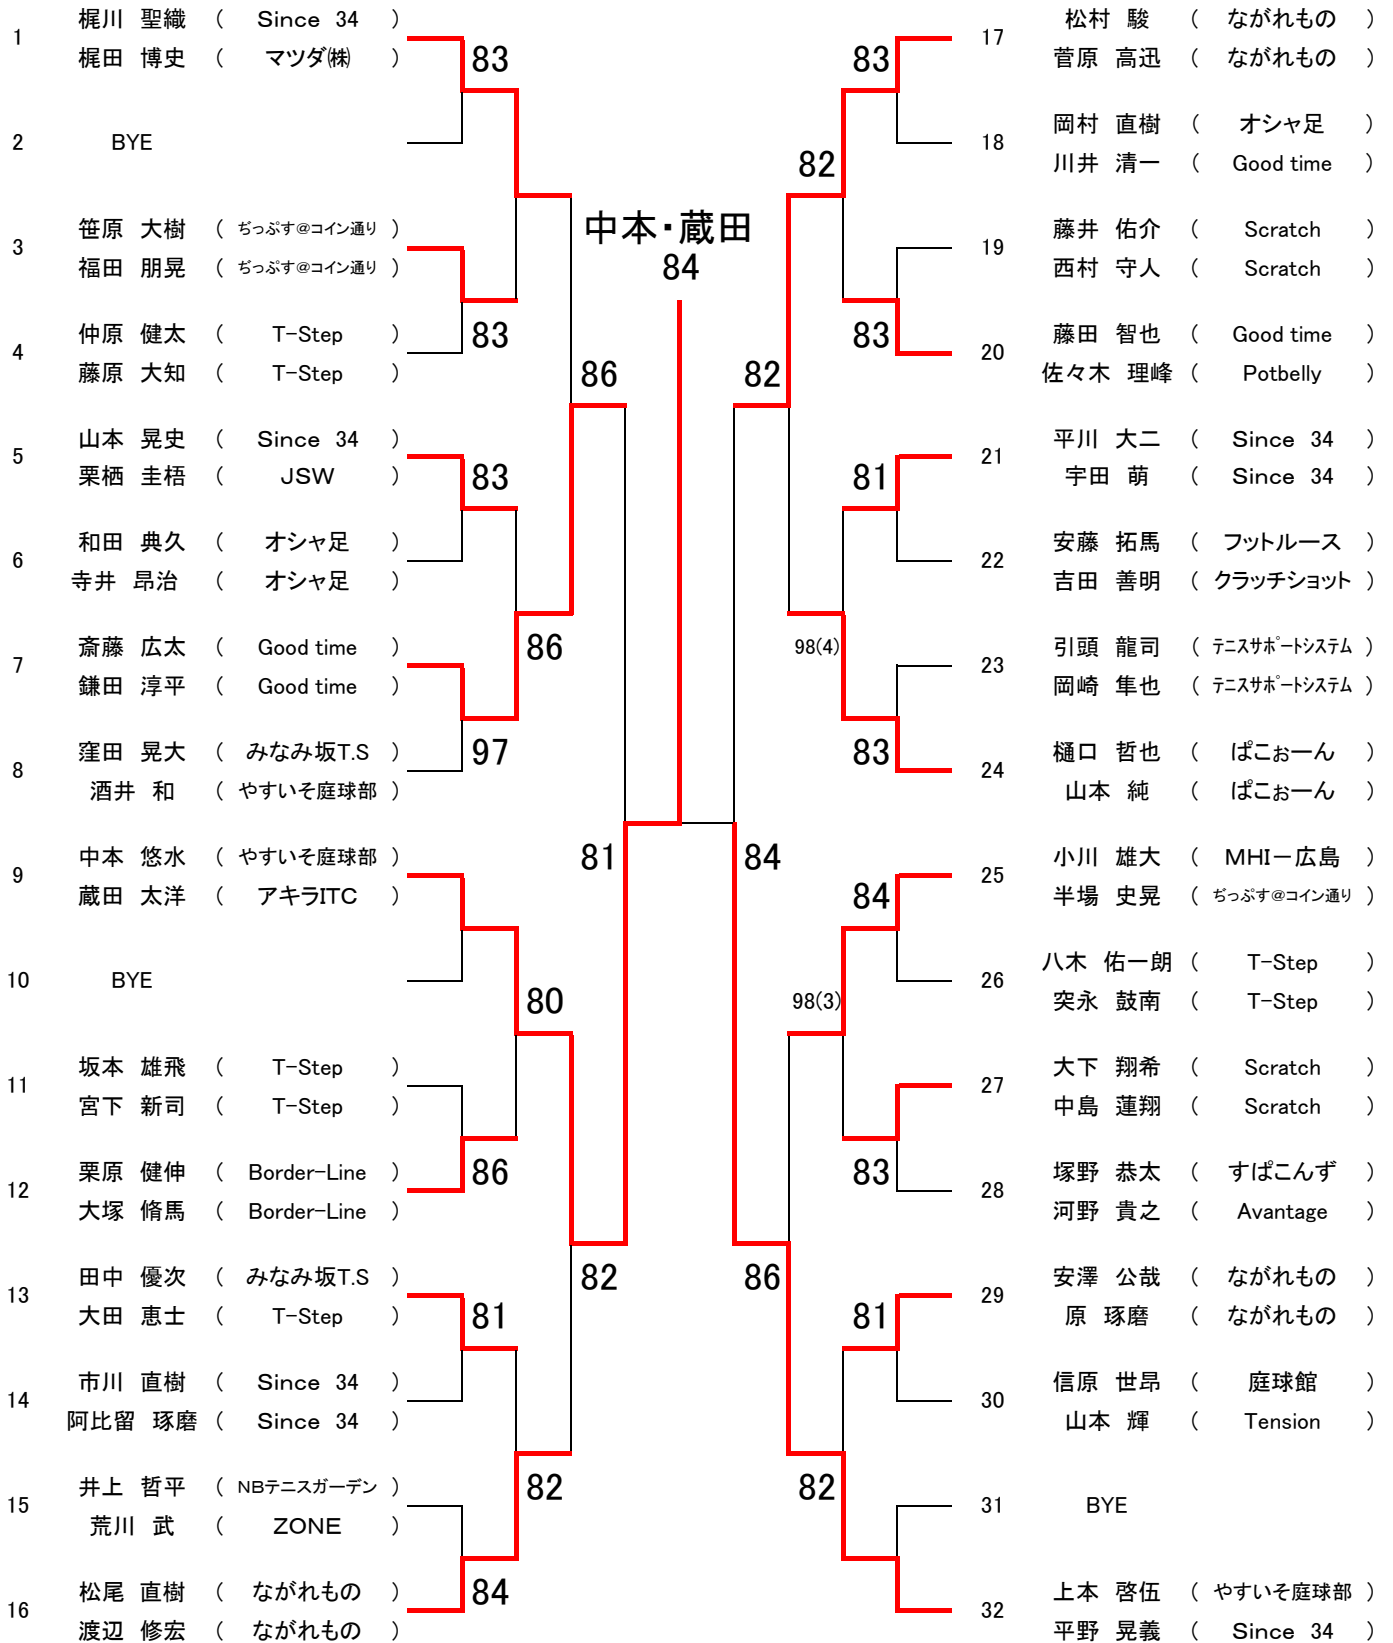 梶川 聖織 ( Since 34 )
1
梶田 博史 ( マツダ㈱ )
83
2 BYE
笹原 大樹 ( ぢっぷす@コイン通り )
3
福田 朋晃 ( ぢっぷす@コイン通り )
83
仲原 健太 ( T-Step )
4
藤原 大知 ( T-Step )
86
山本 晃史 ( Since 34 )
5
栗栖 圭梧 ( JSW )
83
和田 典久 ( オシャ足 )
6
寺井 昂治 ( オシャ足 )
86
斎藤 広太 ( Good time )
7
鎌田 淳平 ( Good time )
97
窪田 晃大 ( みなみ坂T.S )
8
酒井 和 ( やすいそ庭球部 )
81
中本 悠水 ( やすいそ庭球部 )
9
蔵田 太洋 ( アキラITC )
10 BYE
80
坂本 雄飛 ( T-Step )
11
宮下 新司 ( T-Step )
86
栗原 健伸 ( Border-Line )
12
大塚 脩馬 ( Border-Line )
82
田中 優次 ( みなみ坂T.S )
13
大田 恵士 ( T-Step )
81
市川 直樹 ( Since 34 )
14
阿比留 琢磨 ( Since 34 )
82
井上 哲平 ( NBテニスガーデン )
15
荒川 武 ( ZONE )
84
松尾 直樹 ( ながれもの )
16
渡辺 修宏 ( ながれもの )
中本・蔵田
84
松村 駿 ( ながれもの )
17
菅原 高迅 ( ながれもの )
83
岡村 直樹 ( オシャ足 )
18
川井 清一 ( Good time )
82
藤井 佑介 ( Scratch )
19
西村 守人 ( Scratch )
83
藤田 智也 ( Good time )
20
佐々木 理峰 ( Potbelly )
82
平川 大二 ( Since 34 )
21
宇田 萌 ( Since 34 )
81
安藤 拓馬 ( フットルース )
22
吉田 善明 ( クラッチショット )
98(4)
引頭 龍司 ( テニスサポートシステム )
23
岡崎 隼也 ( テニスサポートシステム )
83
樋口 哲也 ( ぱこぉーん )
24
山本 純 ( ぱこぉーん )
84
小川 雄大 ( MHI－広島 )
25
半場 史晃 ( ぢっぷす@コイン通り )
84
八木 佑一朗 ( T-Step )
26
突永 鼓南 ( T-Step )
98(3)
大下 翔希 ( Scratch )
27
中島 蓮翔 ( Scratch )
83
塚野 恭太 ( すぱこんず )
28
河野 貴之 ( Avantage )
86
安澤 公哉 ( ながれもの )
29
原 琢磨 ( ながれもの )
81
信原 世昂 ( 庭球館 )
30
山本 輝 ( Tension )
82
31 BYE
上本 啓伍 ( やすいそ庭球部 )
32
平野 晃義 ( Since 34 )